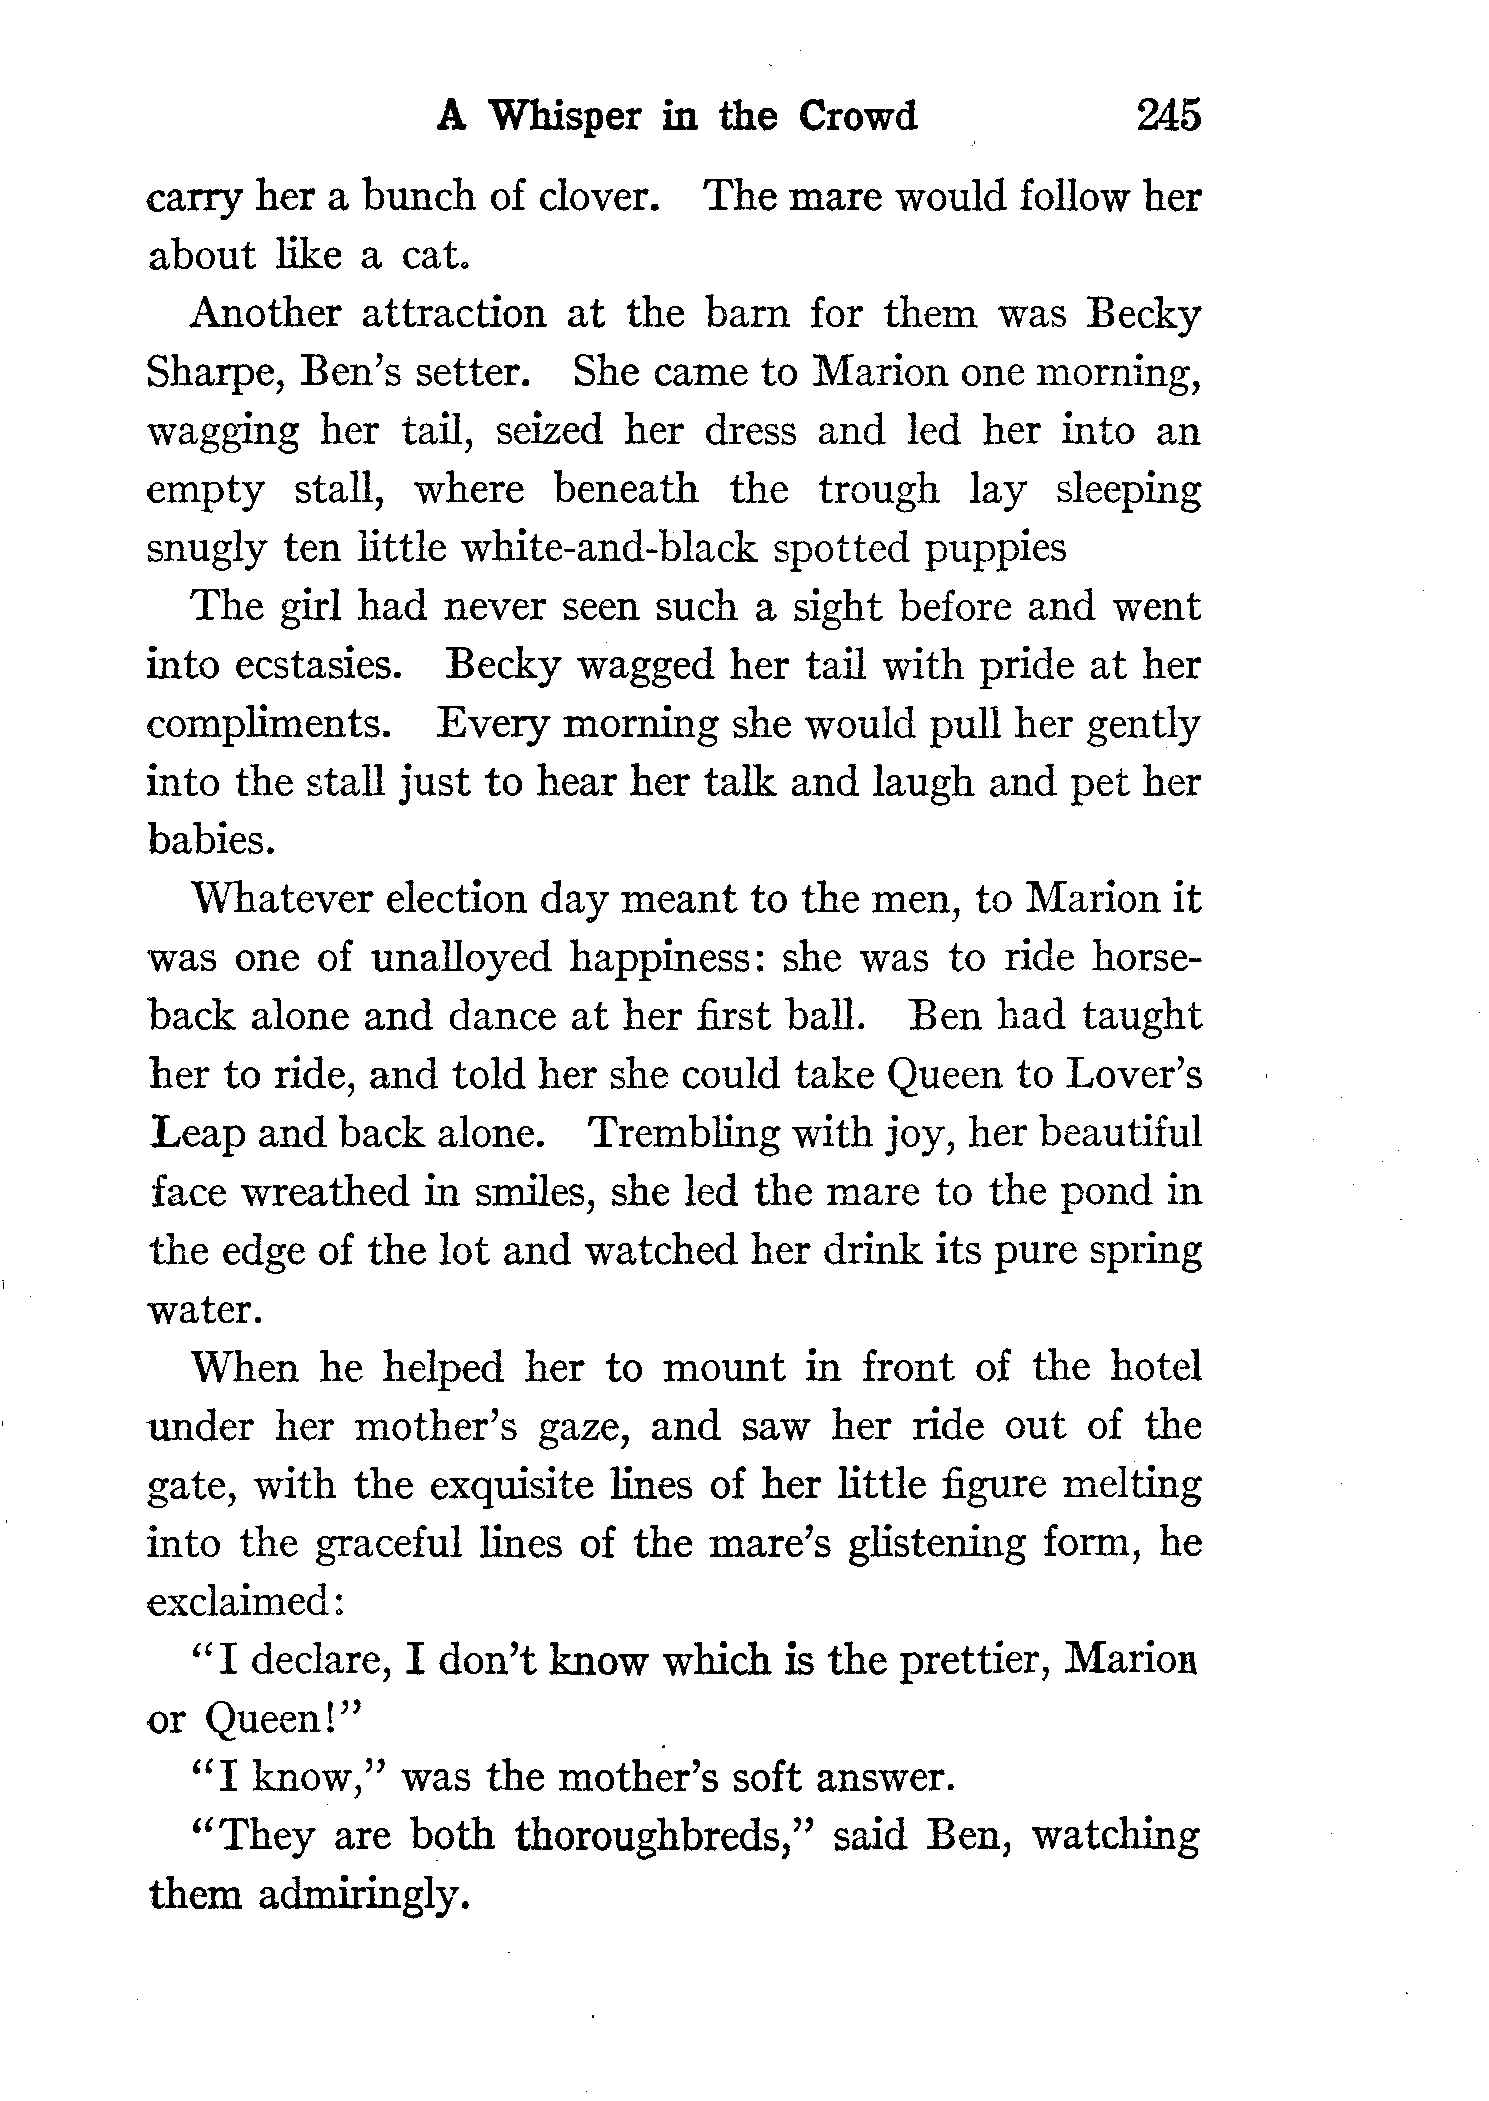 A Whisper in the Crowd 245
carry her a bunch of clover. The mare would follow her
about like a cat.
Another attraction at the barn for them was Becky
Sharpe, Ben's setter. She came to Marion one morning,
wagging her tail, seized her dress and led her into an
empty stall, where beneath the trough lay sleeping
snugly ten little white-and-black spotted puppies
The girl had never seen such a sight before and went
into ecstasies. Becky wagged her tail with pride at her
compliments. Every morning she would pull her gently
into the stall just to hear her talk and laugh and pet her
babies.
Whatever election day meant to the men, to Marion it
was one of unalloyed happiness: she was to ride horse-
back alone and dance at her first ball. Ben had taught
her to ride, and told her she could take Queen to Lover's
Leap and back alone. Trembling with joy, her beautiful
face wreathed in smiles, she led the mare to the pond in
the edge of the lot and watched her drink its pure spring
water.
When he helped her to mount in front of the hotel
under her mother's gaze, and saw her ride out of the
gate, with the exquisite lines of her little figure melting
into the graceful lines of the mare's glistening form, he
exclaimed:
"I declare, I don't know which is the prettier, Marion
or Queen!"
"I know," was the mother's soft answer.
"They are both thoroughbreds," said Ben, watching
them admiringly.